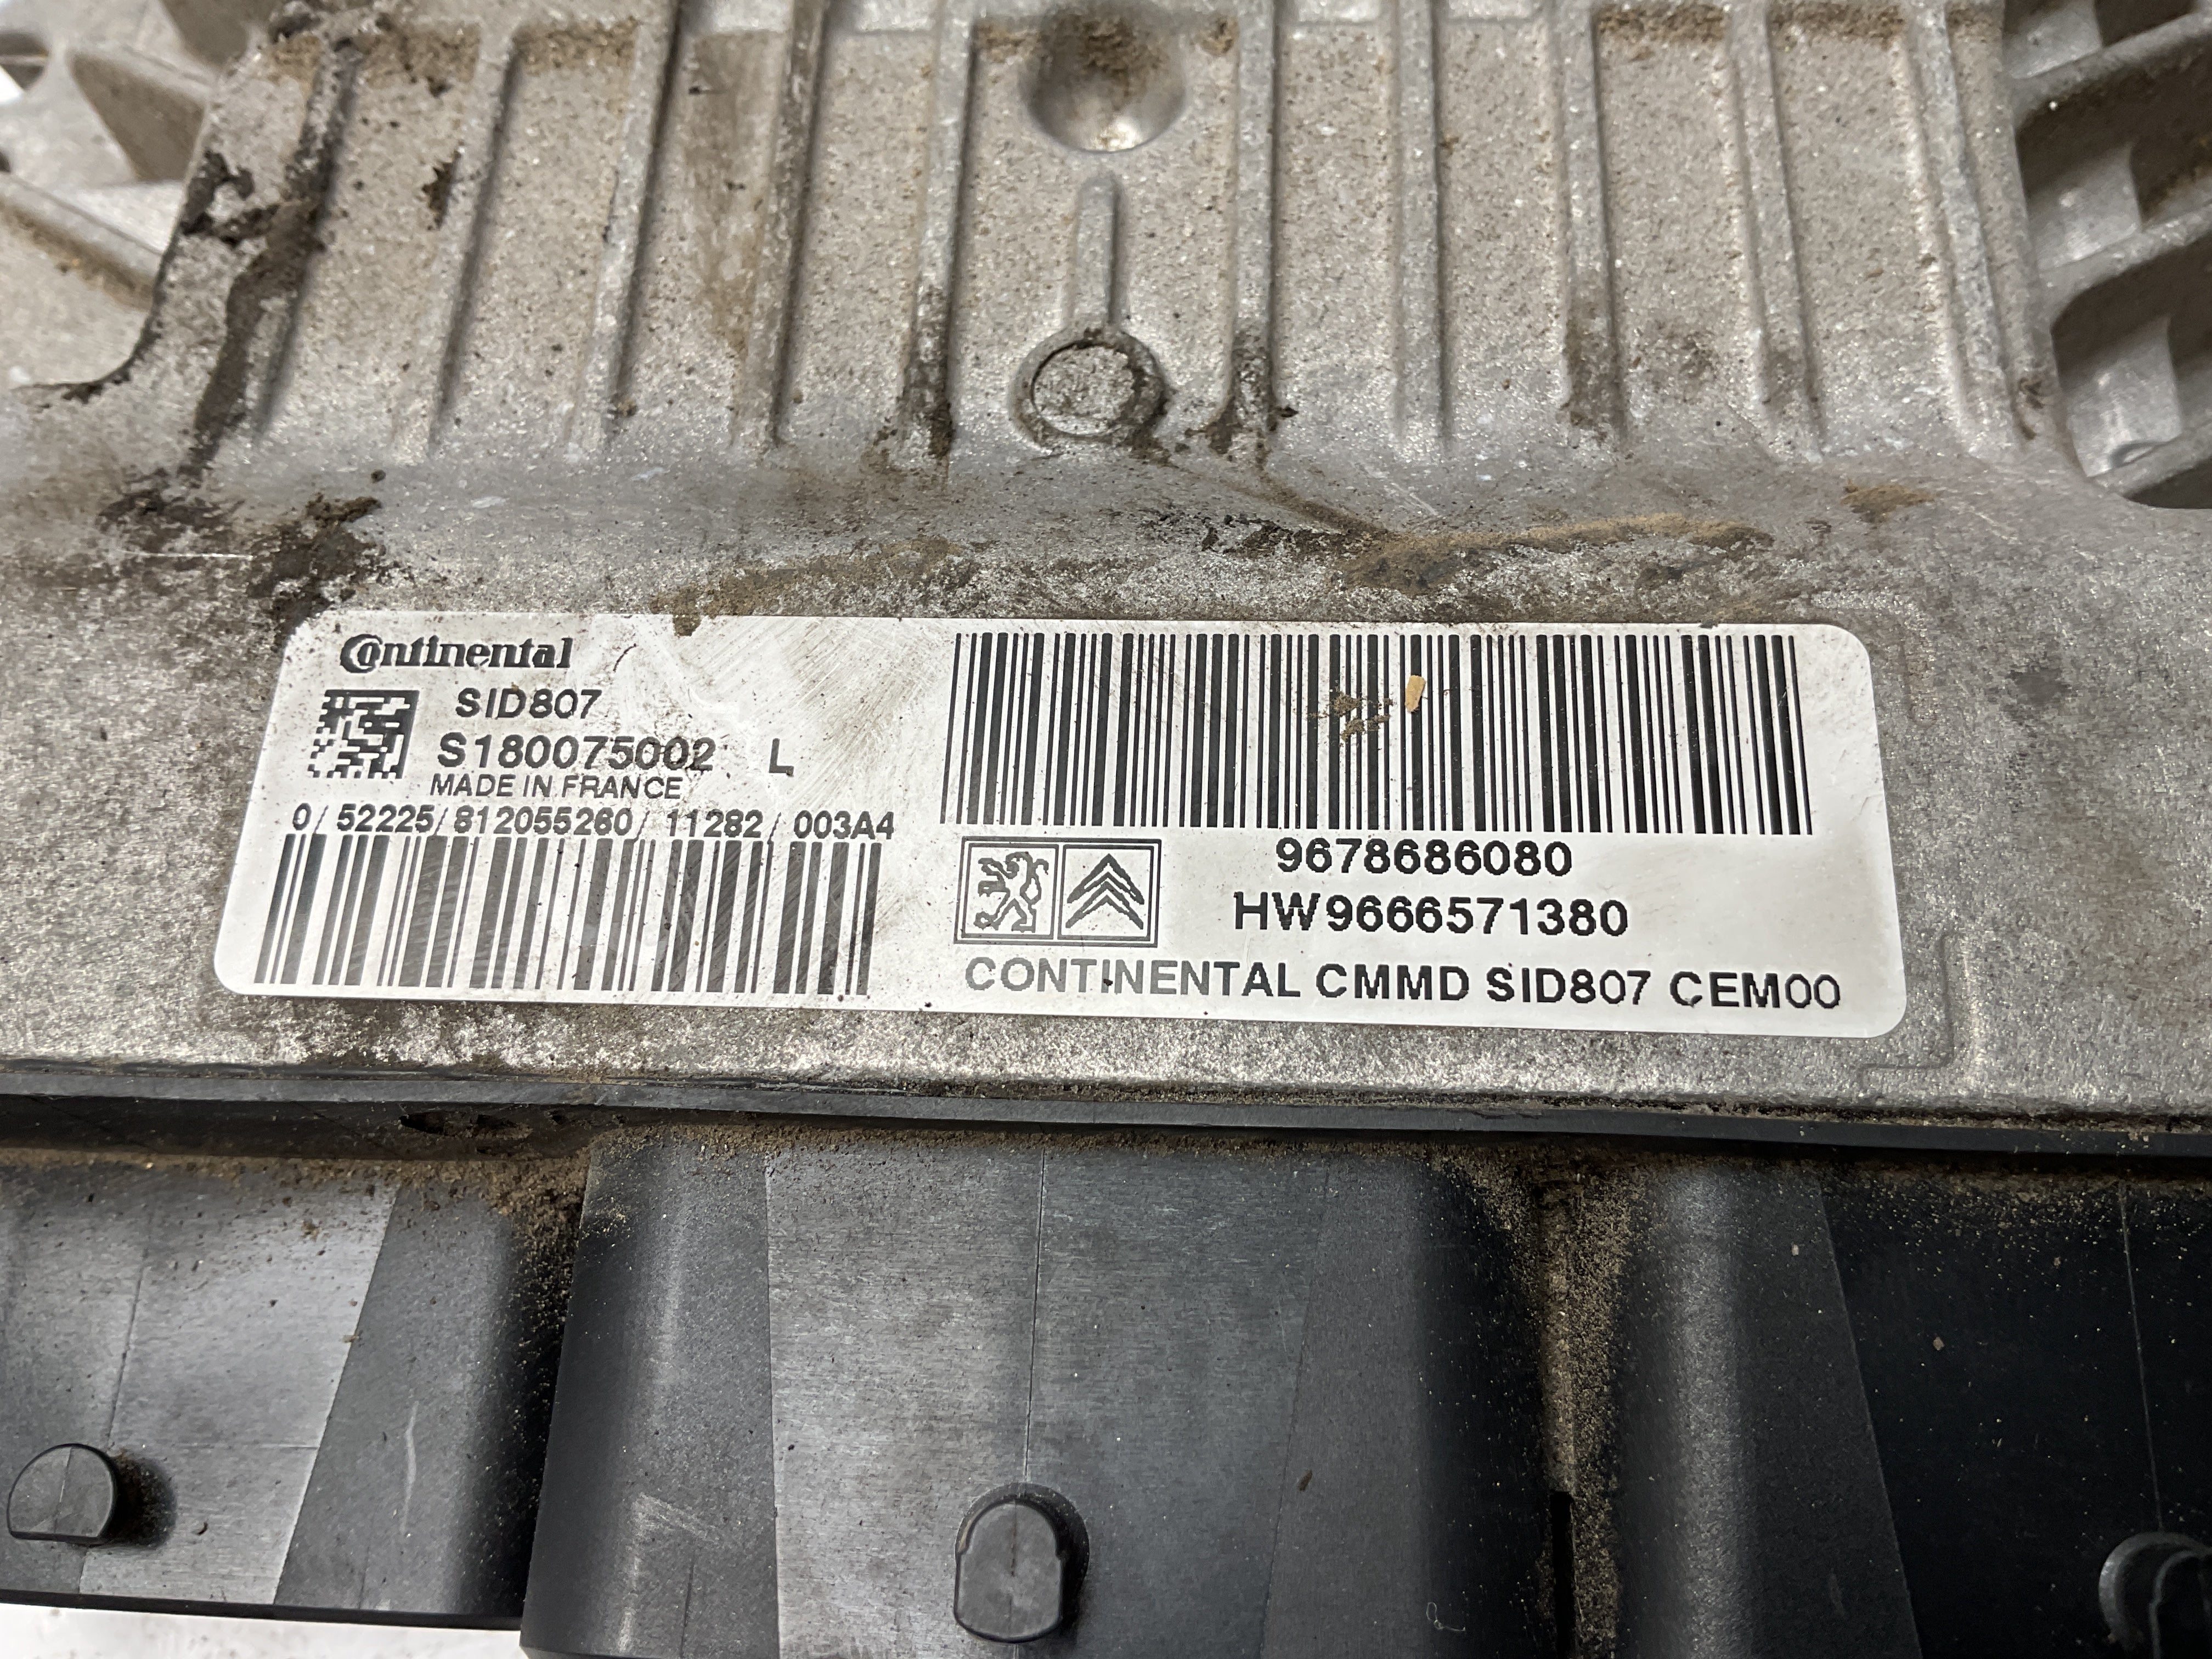 Continental
SID807
S180075002 L
MADE IN FRANCE
0/52225/812055260/11282/003A4
9678686080
HW9666571380
CONTINENTAL CMMD SID807 CEM00